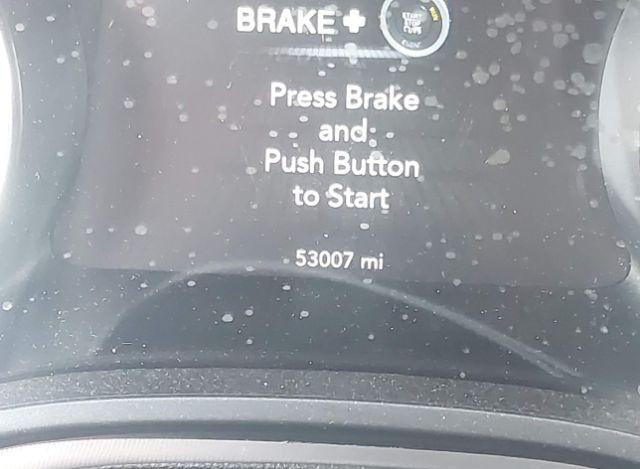 BRAKE +
Press Brake
and
Push Button
to Start
53007 mi